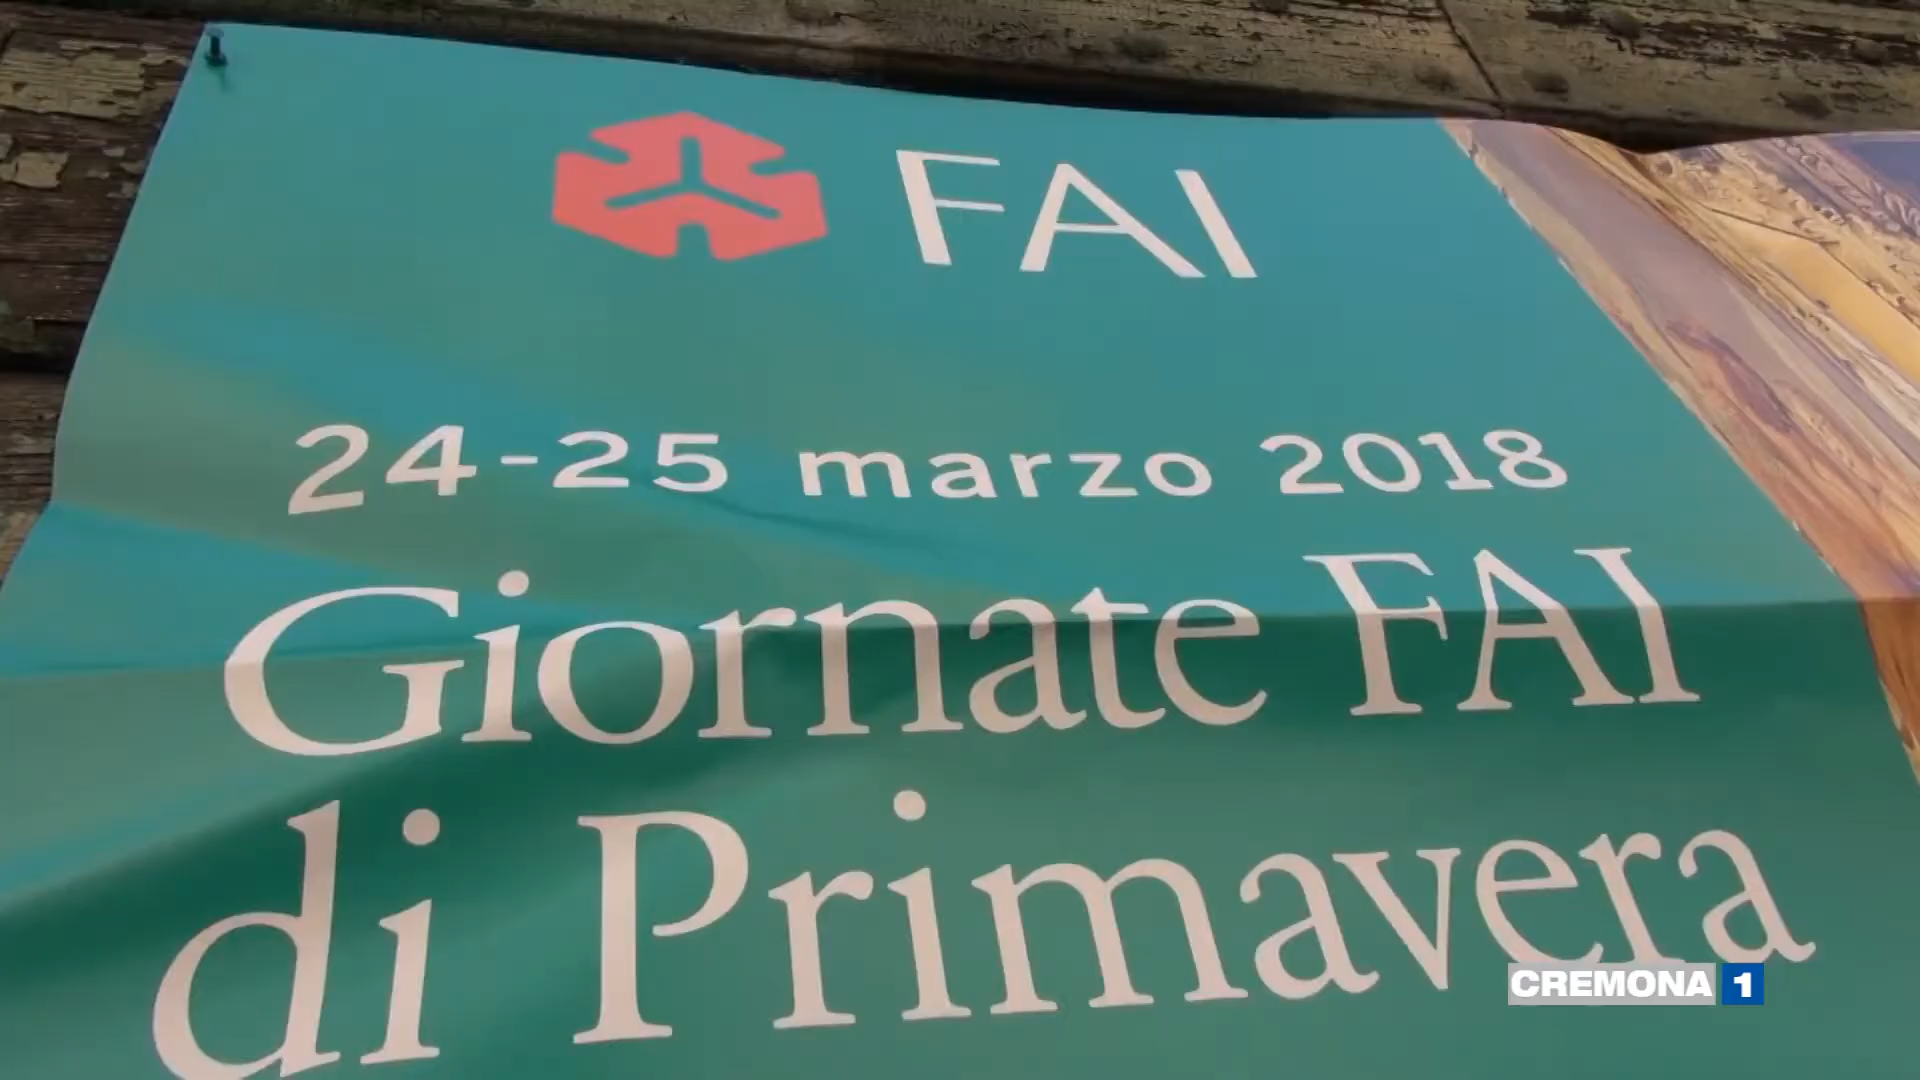 FAI
24-25 marzo 2018
Giornate FAI
di Primavera
CREMONA 1